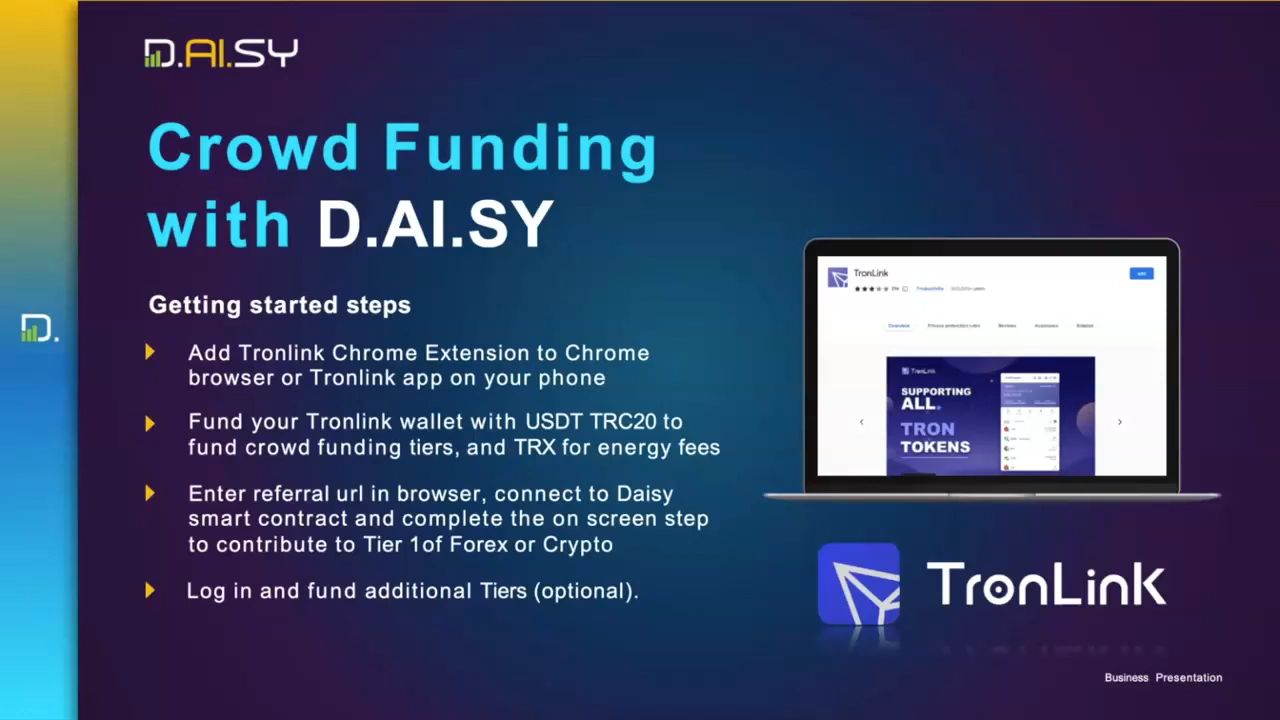 D.AI.SY
Crowd Funding
with D.AI.SY
Getting started steps
Add Tronlink Chrome Extension to Chrome
browser or Tronlink app on your phone
Fund your Tronlink wallet with USDT TRC20 to
fund crowd funding tiers, and TRX for energy fees
Enter referral url in browser, connect to Daisy
smart contract and complete the on screen step
to contribute to Tier 1of Forex or Crypto
Log in and fund additional Tiers (optional).
D.
TronLink
Overview
Reviews
TronLink
SUPPORTING
ALL.
TRON
TOKENS
TronLink
Business Presentation